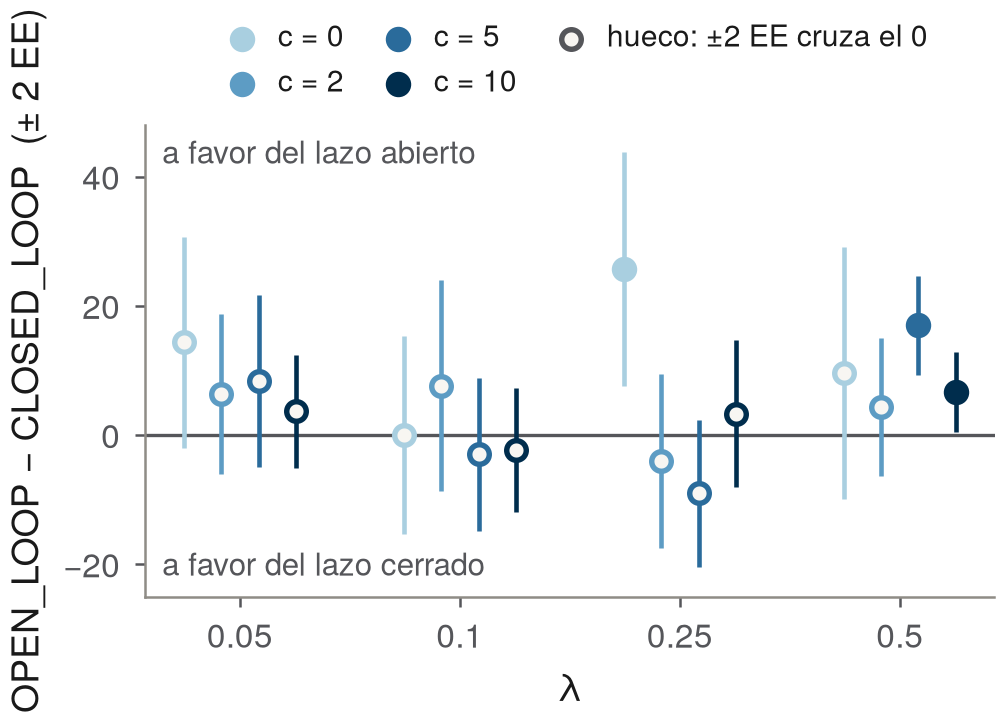 c = 0
c = 5
hueco: ±2 EE cruza el 0
c = 2
c = 10
OPEN_LOOP − CLOSED_LOOP (± 2 EE)
a favor del lazo abierto
40
20
0
−20
a favor del lazo cerrado
0.05
0.1
0.25
0.5
λ